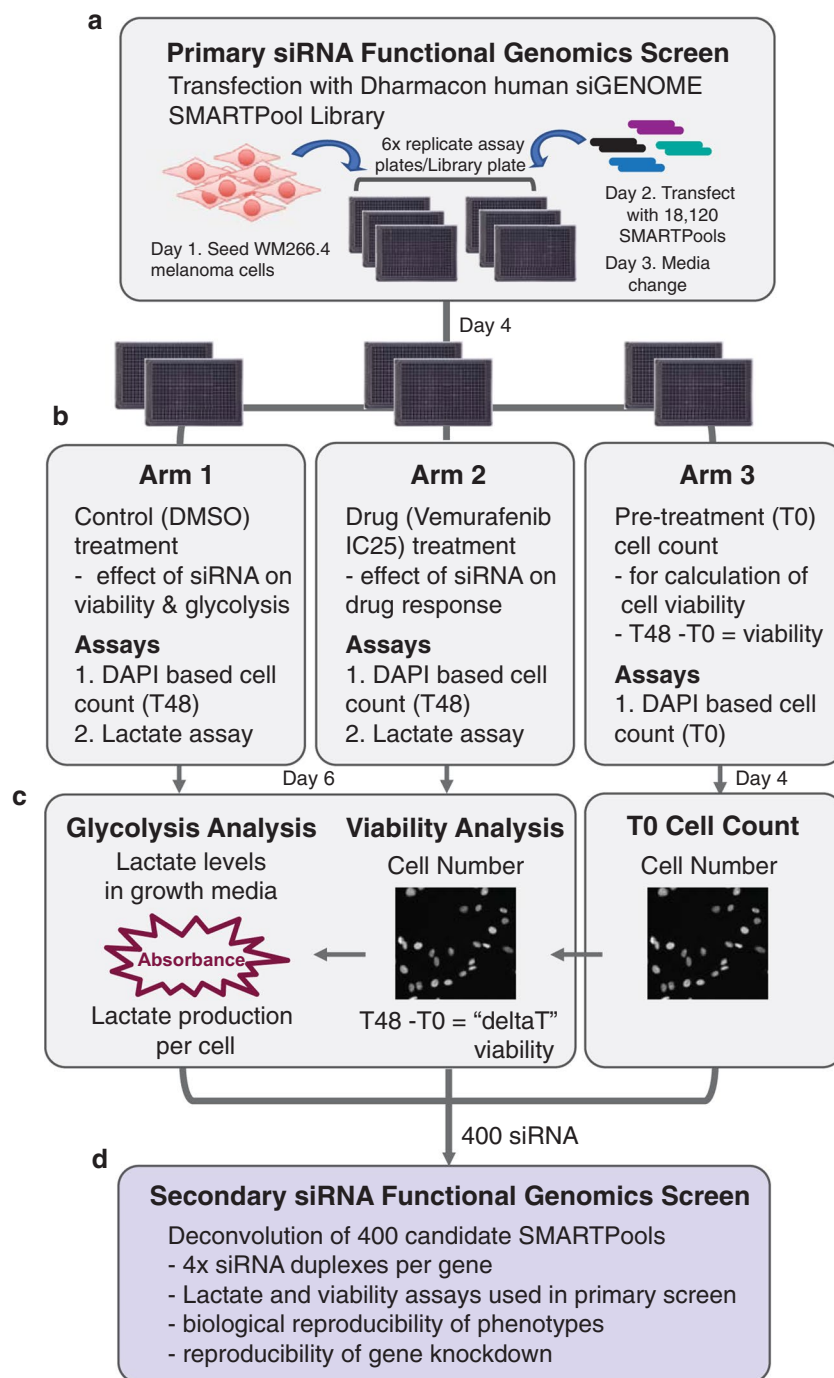 a
Primary siRNA Functional Genomics Screen
Transfection with Dharmacon human siGENOME
SMARTPool Library
6x replicate assay
plates/Library plate
Day 1. Seed WM266.4
melanoma cells
Day 2. Transfect
with 18,120
SMARTPools
Day 3. Media
change
Day 4
b
Arm 1
Control (DMSO)
treatment
- effect of siRNA on
viability & glycolysis
Assays
1. DAPI based cell
count (T48)
2. Lactate assay
Arm 2
Drug (Vemurafenib
IC25) treatment
- effect of siRNA on
drug response
Assays
1. DAPI based cell
count (T48)
2. Lactate assay
Arm 3
Pre-treatment (T0)
cell count
- for calculation of
cell viability
- T48 -T0 = viability
Assays
1. DAPI based cell
count (T0)
Day 6
Day 4
c
Glycolysis Analysis
Lactate levels
in growth media
Absorbance
Lactate production
per cell
Viability Analysis
Cell Number
T48 -T0 = “deltaT”
viability
T0 Cell Count
Cell Number
400 siRNA
d
Secondary siRNA Functional Genomics Screen
Deconvolution of 400 candidate SMARTPools
- 4x siRNA duplexes per gene
- Lactate and viability assays used in primary screen
- biological reproducibility of phenotypes
- reproducibility of gene knockdown